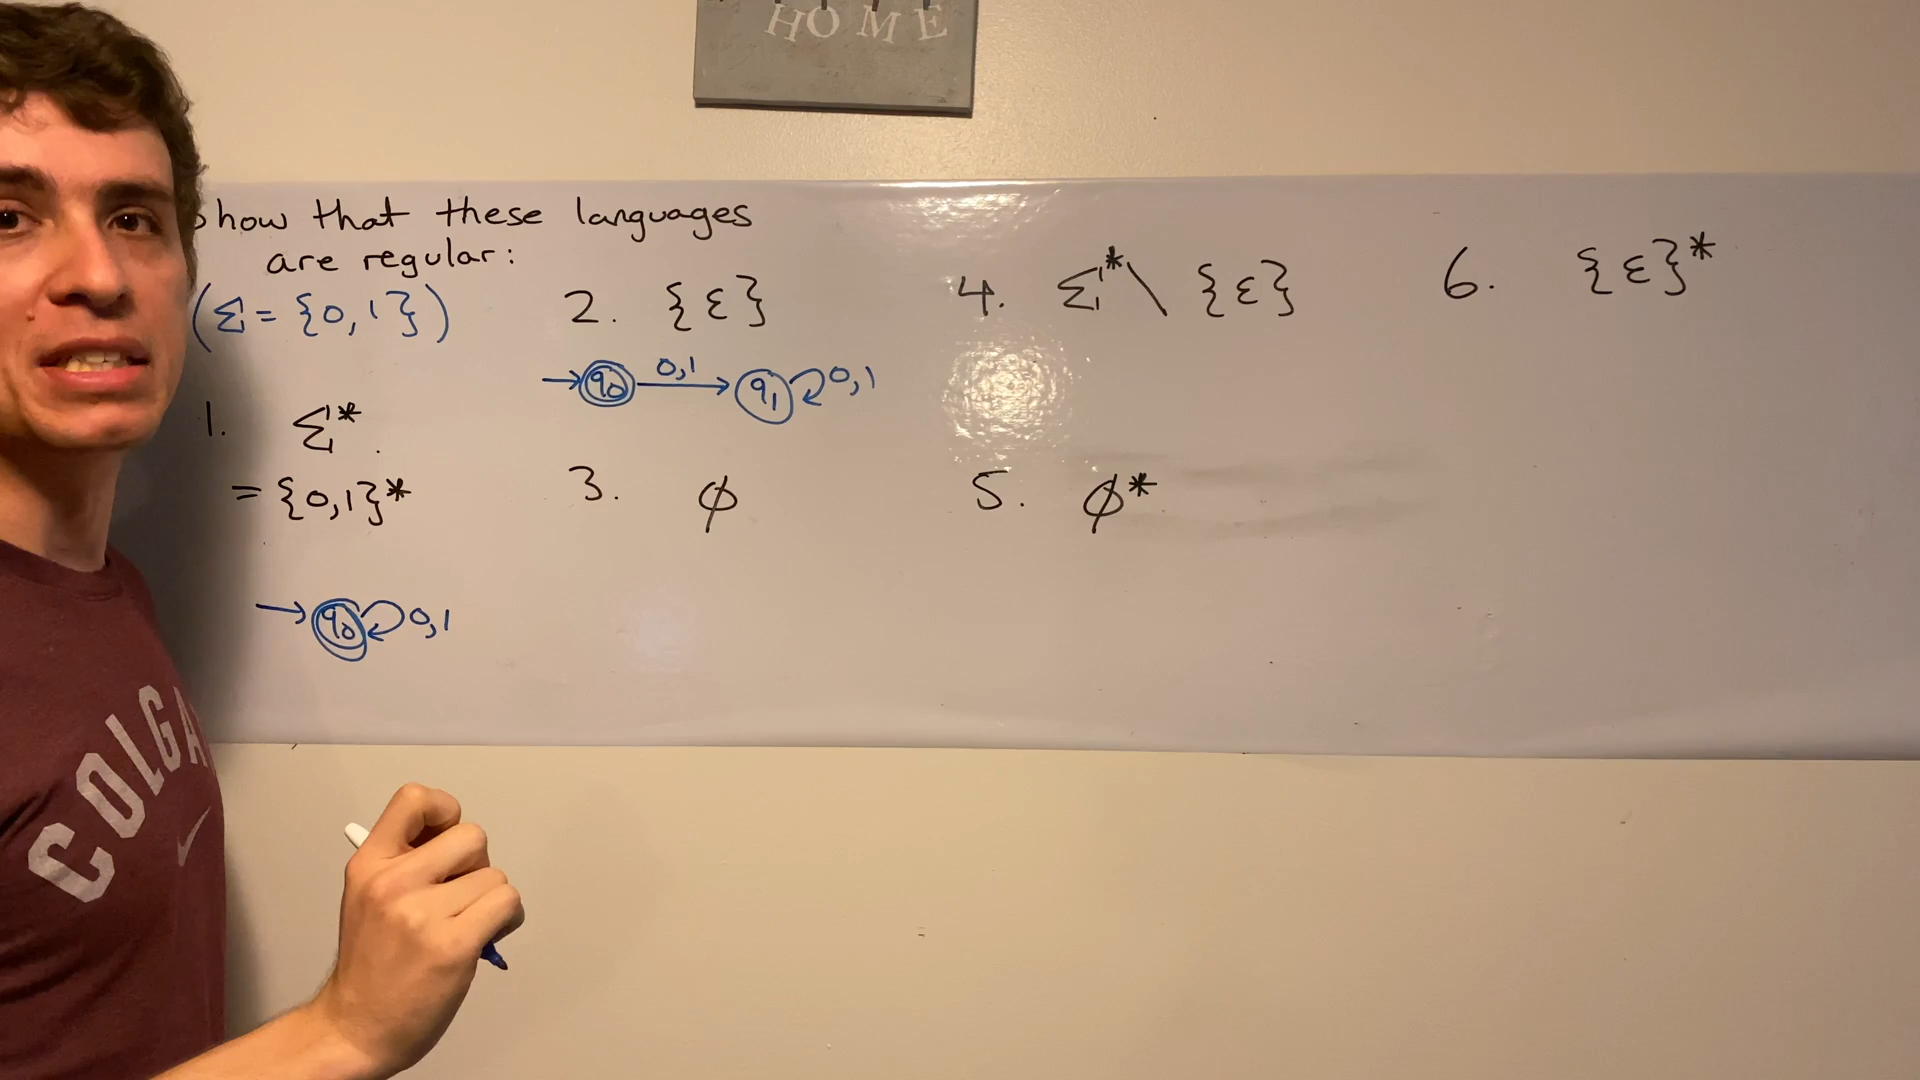 HOME
Show that these languages
are regular:
(Σ = {0,1})
1. Σ*
= {0,1}*
q0 0,1
2. {ε}
q0 0,1 q1 0,1
3. ϕ
4. Σ* \ {ε}
5. ϕ*
6. {ε}*